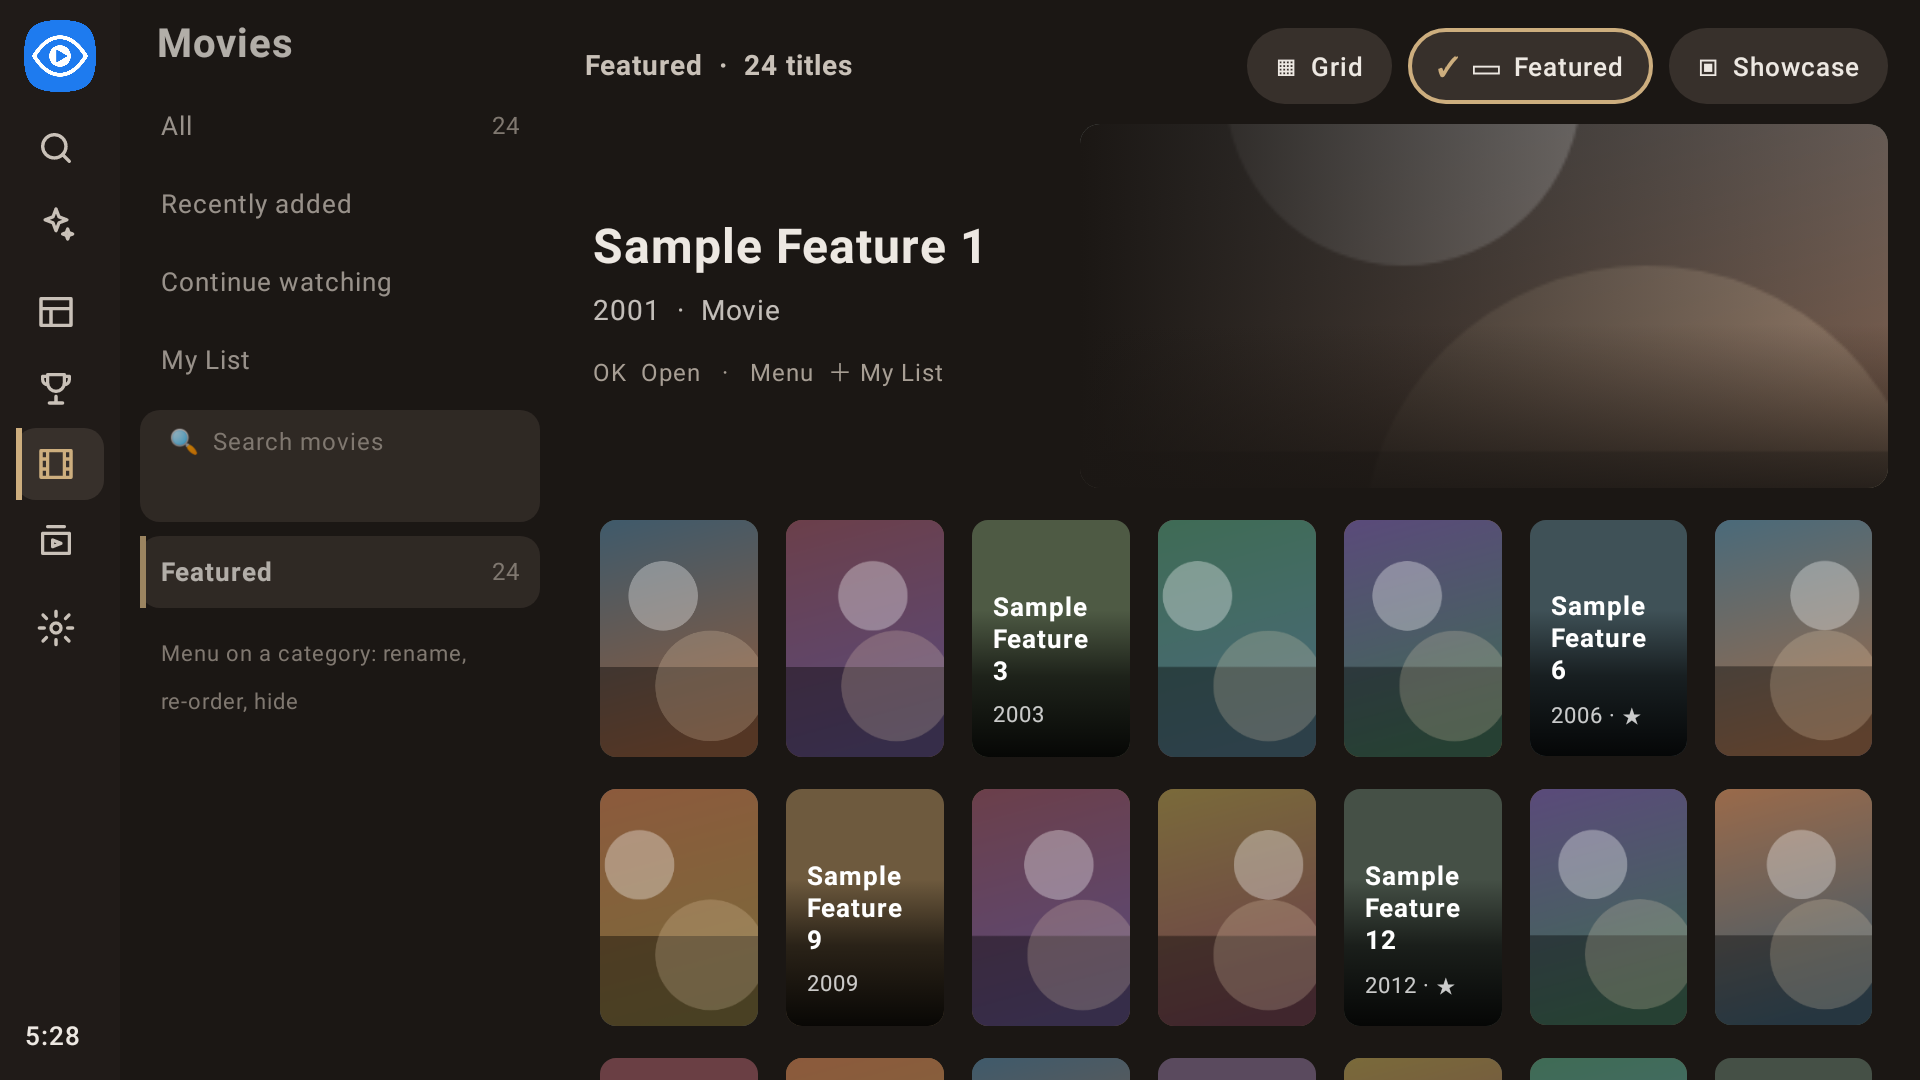 Movies
All 24
Recently added
Continue watching
My List
🔍 Search movies
Featured 24
Menu on a category: rename,
re-order, hide
5:28
Featured · 24 titles
▦ Grid
✓ ▭ Featured
▣ Showcase
Sample Feature 1
2001 · Movie
OK Open · Menu + My List
Sample
Feature
3
2003
Sample
Feature
6
2006 · ★
Sample
Feature
9
2009
Sample
Feature
12
2012 · ★